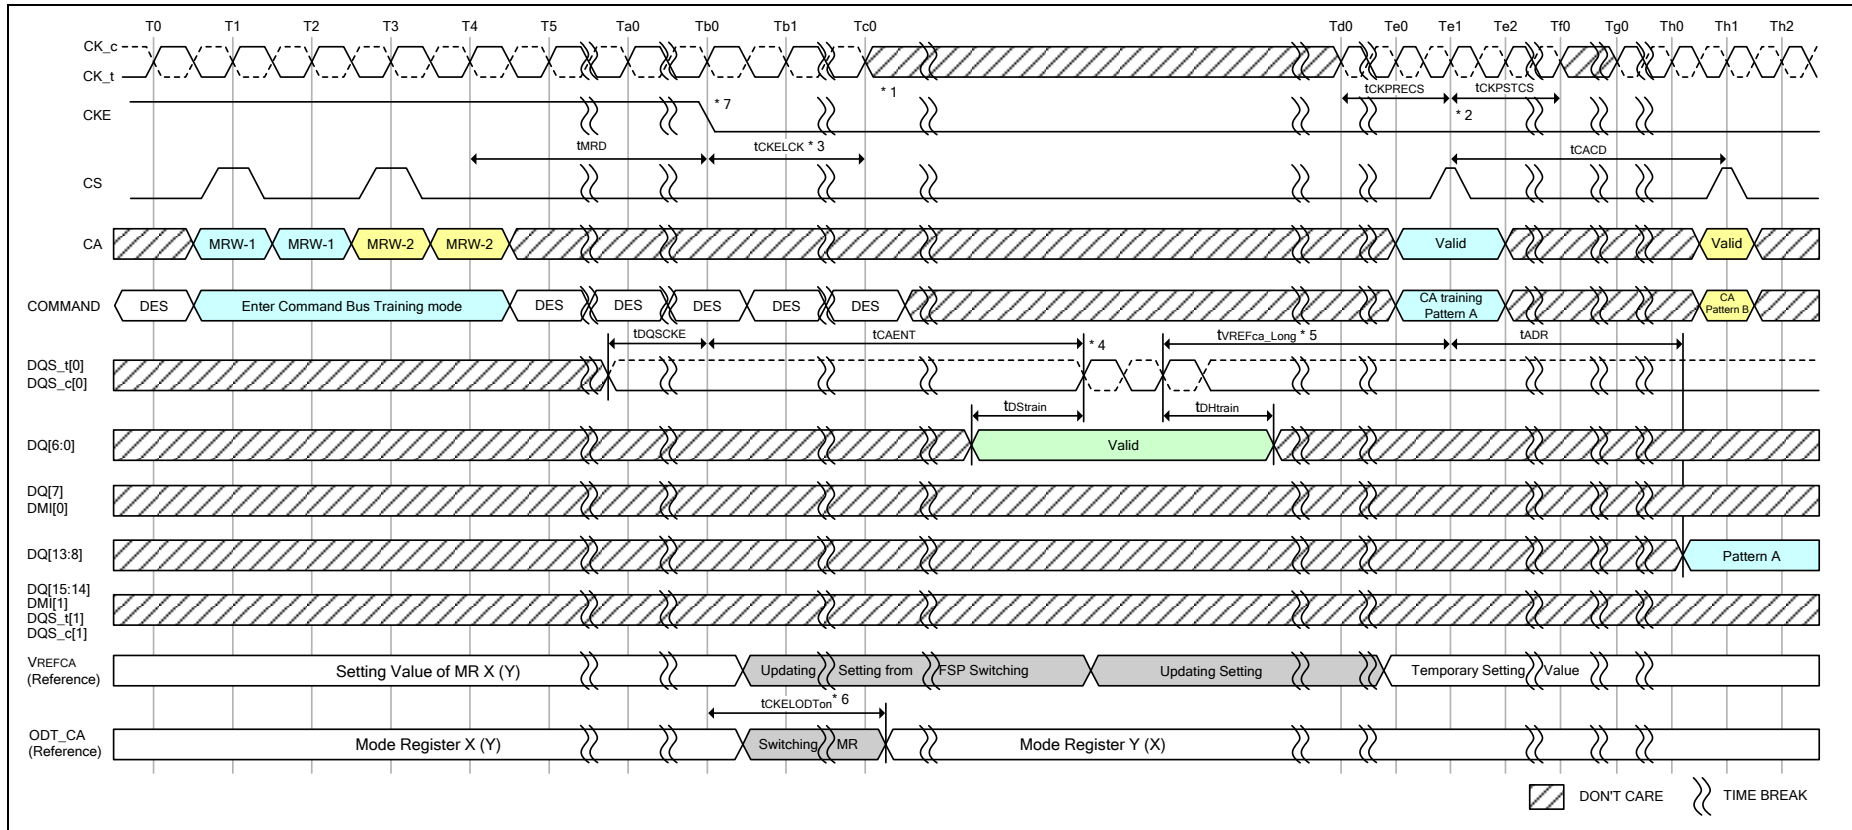 T0 T1 T2 T3 T4 T5 Ta0 Tb0 Tb1 Tc0 Td0 Te0 Te1 Te2 Tf0 Tg0 Th0 Th1 Th2
CK_c
CK_t
* 1
tCKPRECS
tCKPSTCS
CKE
* 7
* 2
tMRD
tCKELCK * 3
tCACD
CS
CA
MRW-1 MRW-1 MRW-2 MRW-2 Valid Valid
COMMAND
DES
Enter Command Bus Training mode
DES DES DES DES DES
CA training
Pattern A
CA
Pattern B
tDQSCKE
tCAENT
* 4
tVREFca_Long * 5
tADR
DQS_t[0]
DQS_c[0]
tDStrain
tDHtrain
DQ[6:0]
Valid
DQ[7]
DMI[0]
DQ[13:8]
Pattern A
DQ[15:14]
DMI[1]
DQS_t[1]
DQS_c[1]
VREFCA
(Reference)
Setting Value of MR X (Y)
Updating Setting from FSP Switching
Updating Setting
Temporary Setting Value
tCKELODTon * 6
ODT_CA
(Reference)
Mode Register X (Y)
Switching MR
Mode Register Y (X)
DON'T CARE
TIME BREAK